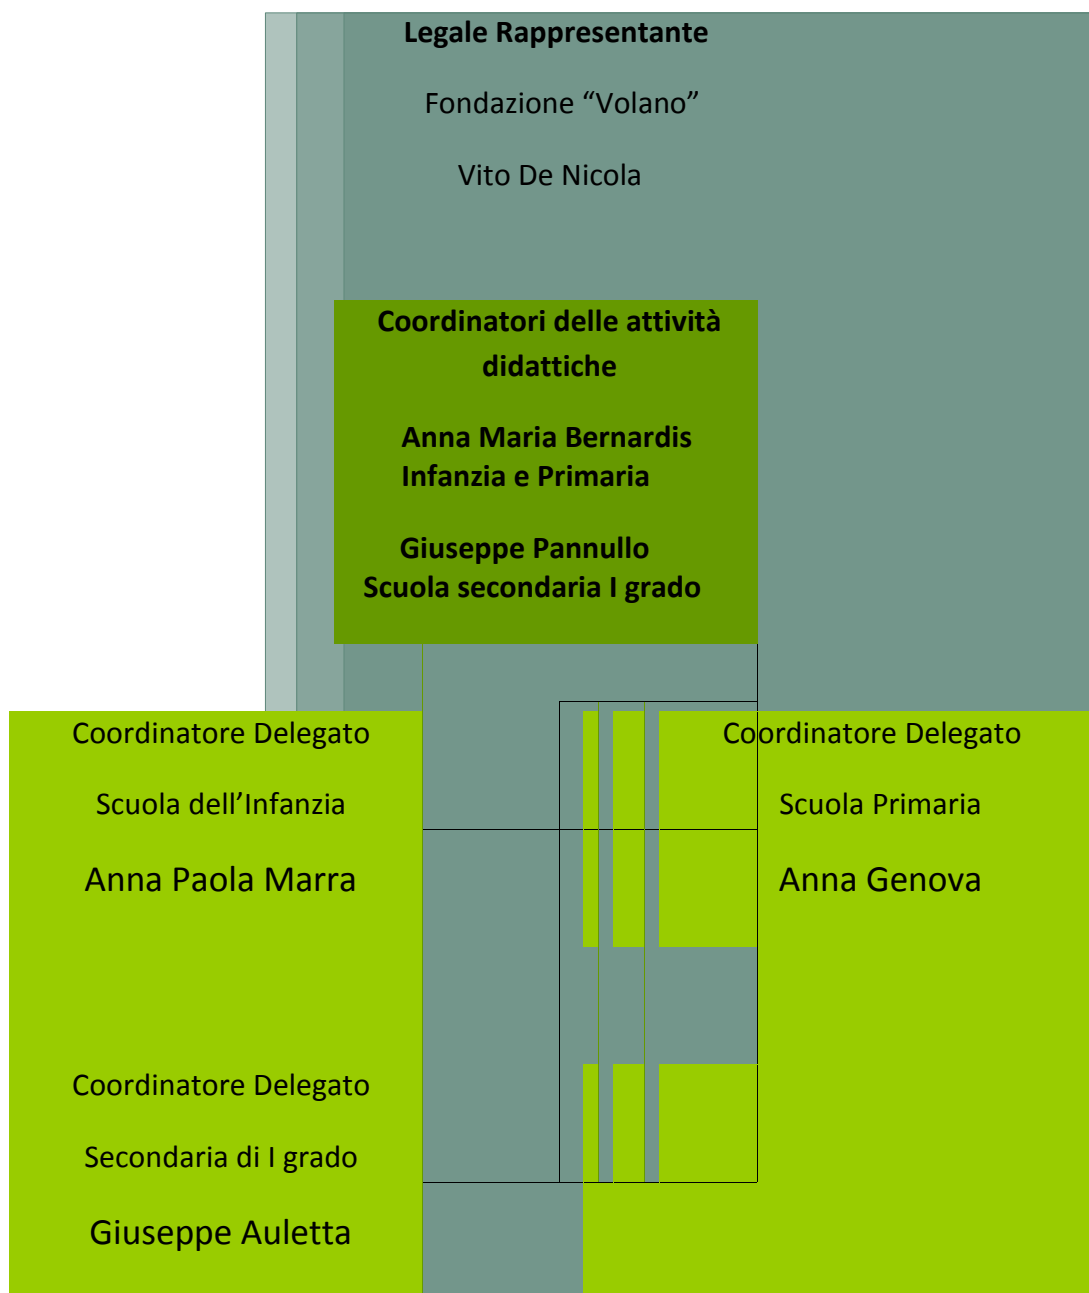 Legale Rappresentante
Fondazione “Volano”
Vito De Nicola
Coordinatori delle attività
didattiche
Anna Maria Bernardis
Infanzia e Primaria
Giuseppe Pannullo
Scuola secondaria I grado
Coordinatore Delegato
Scuola dell’Infanzia
Anna Paola Marra
Coordinatore Delegato
Scuola Primaria
Anna Genova
Coordinatore Delegato
Secondaria di I grado
Giuseppe Auletta